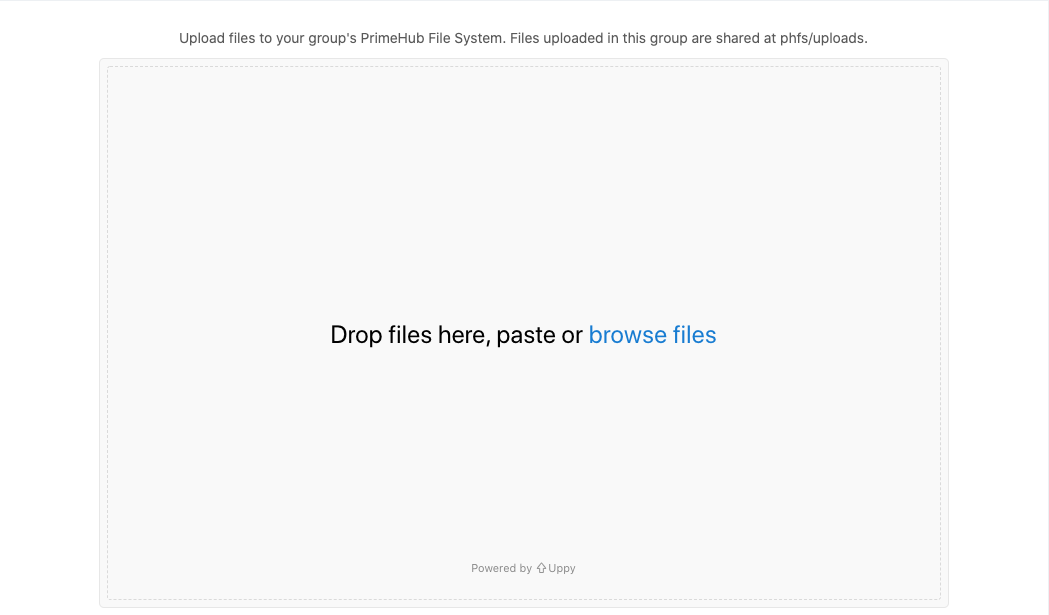 Upload files to your group's PrimeHub File System. Files uploaded in this group are shared at phfs/uploads.
Drop files here, paste or browse files
Powered by Uppy